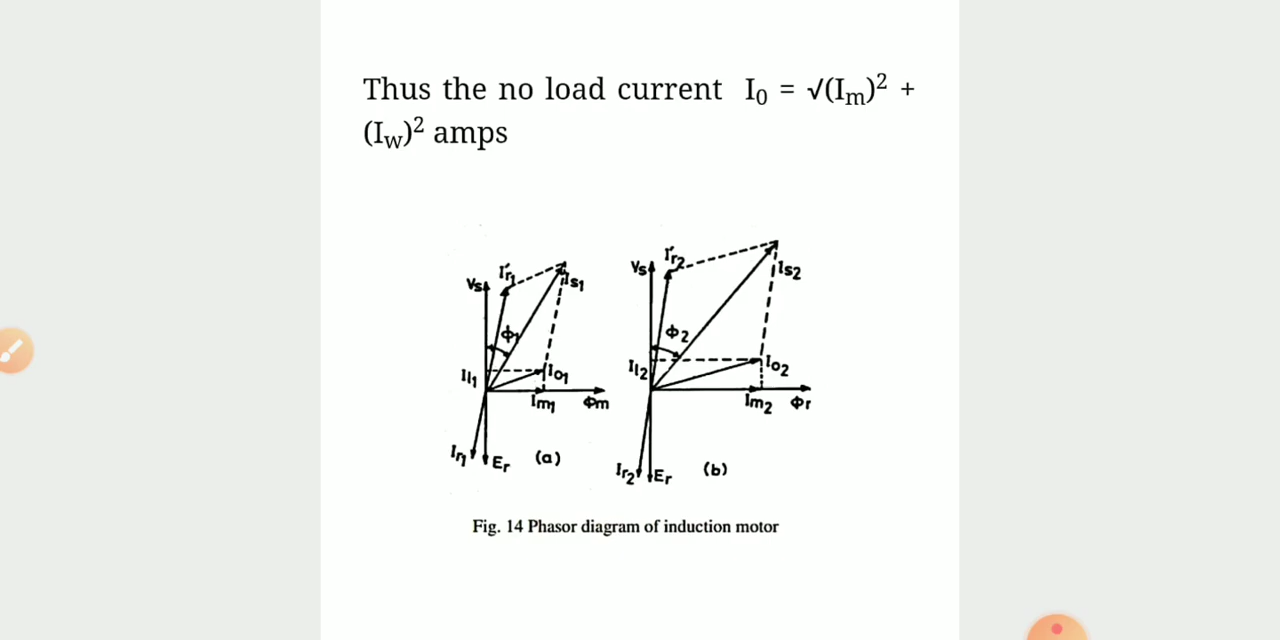 Thus the no load current I₀ = √(Iₘ)² +
(I_w)² amps
Vs I'r1 Is1
Φ1
Il1 Io1
Im1 Φm
Ir1 Er (a)
Vs I'r2 Is2
Φ2
Il2 Io2
Im2 Φr
Ir2 Er (b)
Fig. 14 Phasor diagram of induction motor